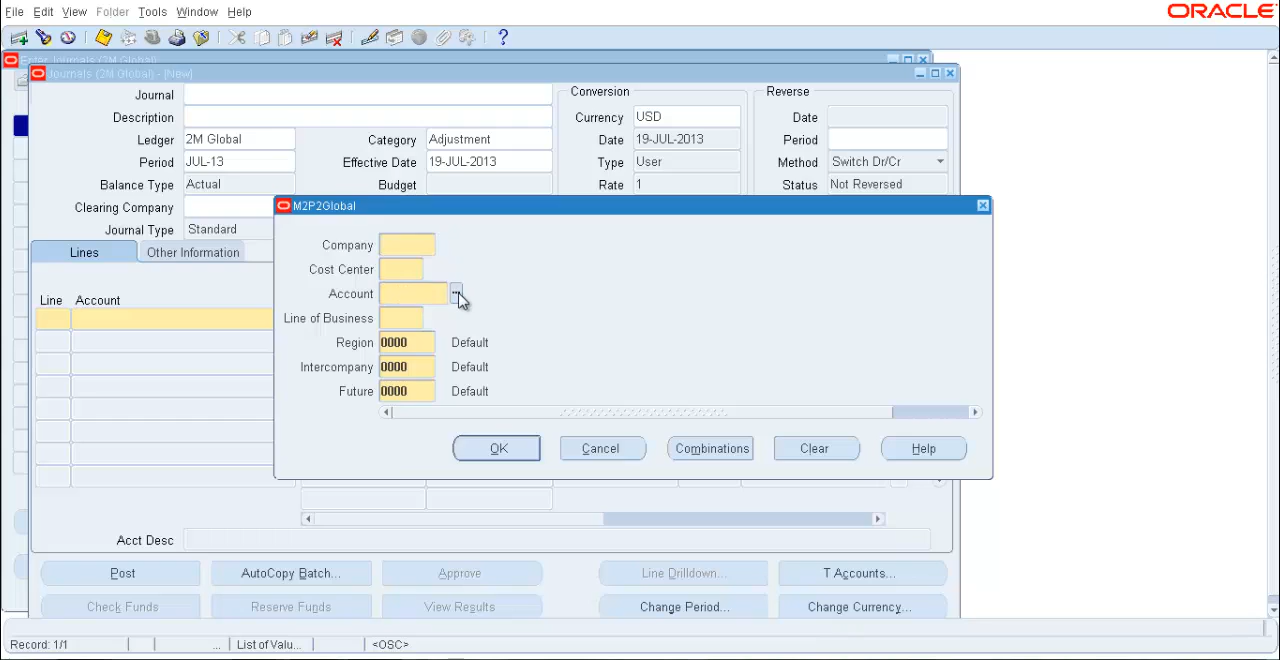 File Edit View Folder Tools Window Help
ORACLE
Enter Journals (2M Global)
Journals (2M Global) - [New]
Journal
Description
Ledger 2M Global
Period JUL-13
Balance Type Actual
Clearing Company
Journal Type Standard
Category Adjustment
Effective Date 19-JUL-2013
Budget
Conversion
Currency USD
Date 19-JUL-2013
Type User
Rate 1
Reverse
Date
Period
Method Switch Dr/Cr
Status Not Reversed
M2P2Global
Company
Cost Center
Account ...
Line of Business
Region 0000 Default
Intercompany 0000 Default
Future 0000 Default
OK Cancel Combinations Clear Help
Lines Other Information
Line Account
Acct Desc
Post AutoCopy Batch... Approve Line Drilldown... T Accounts...
Check Funds Reserve Funds View Results Change Period... Change Currency...
Record: 1/1 ... List of Valu... <OSC>